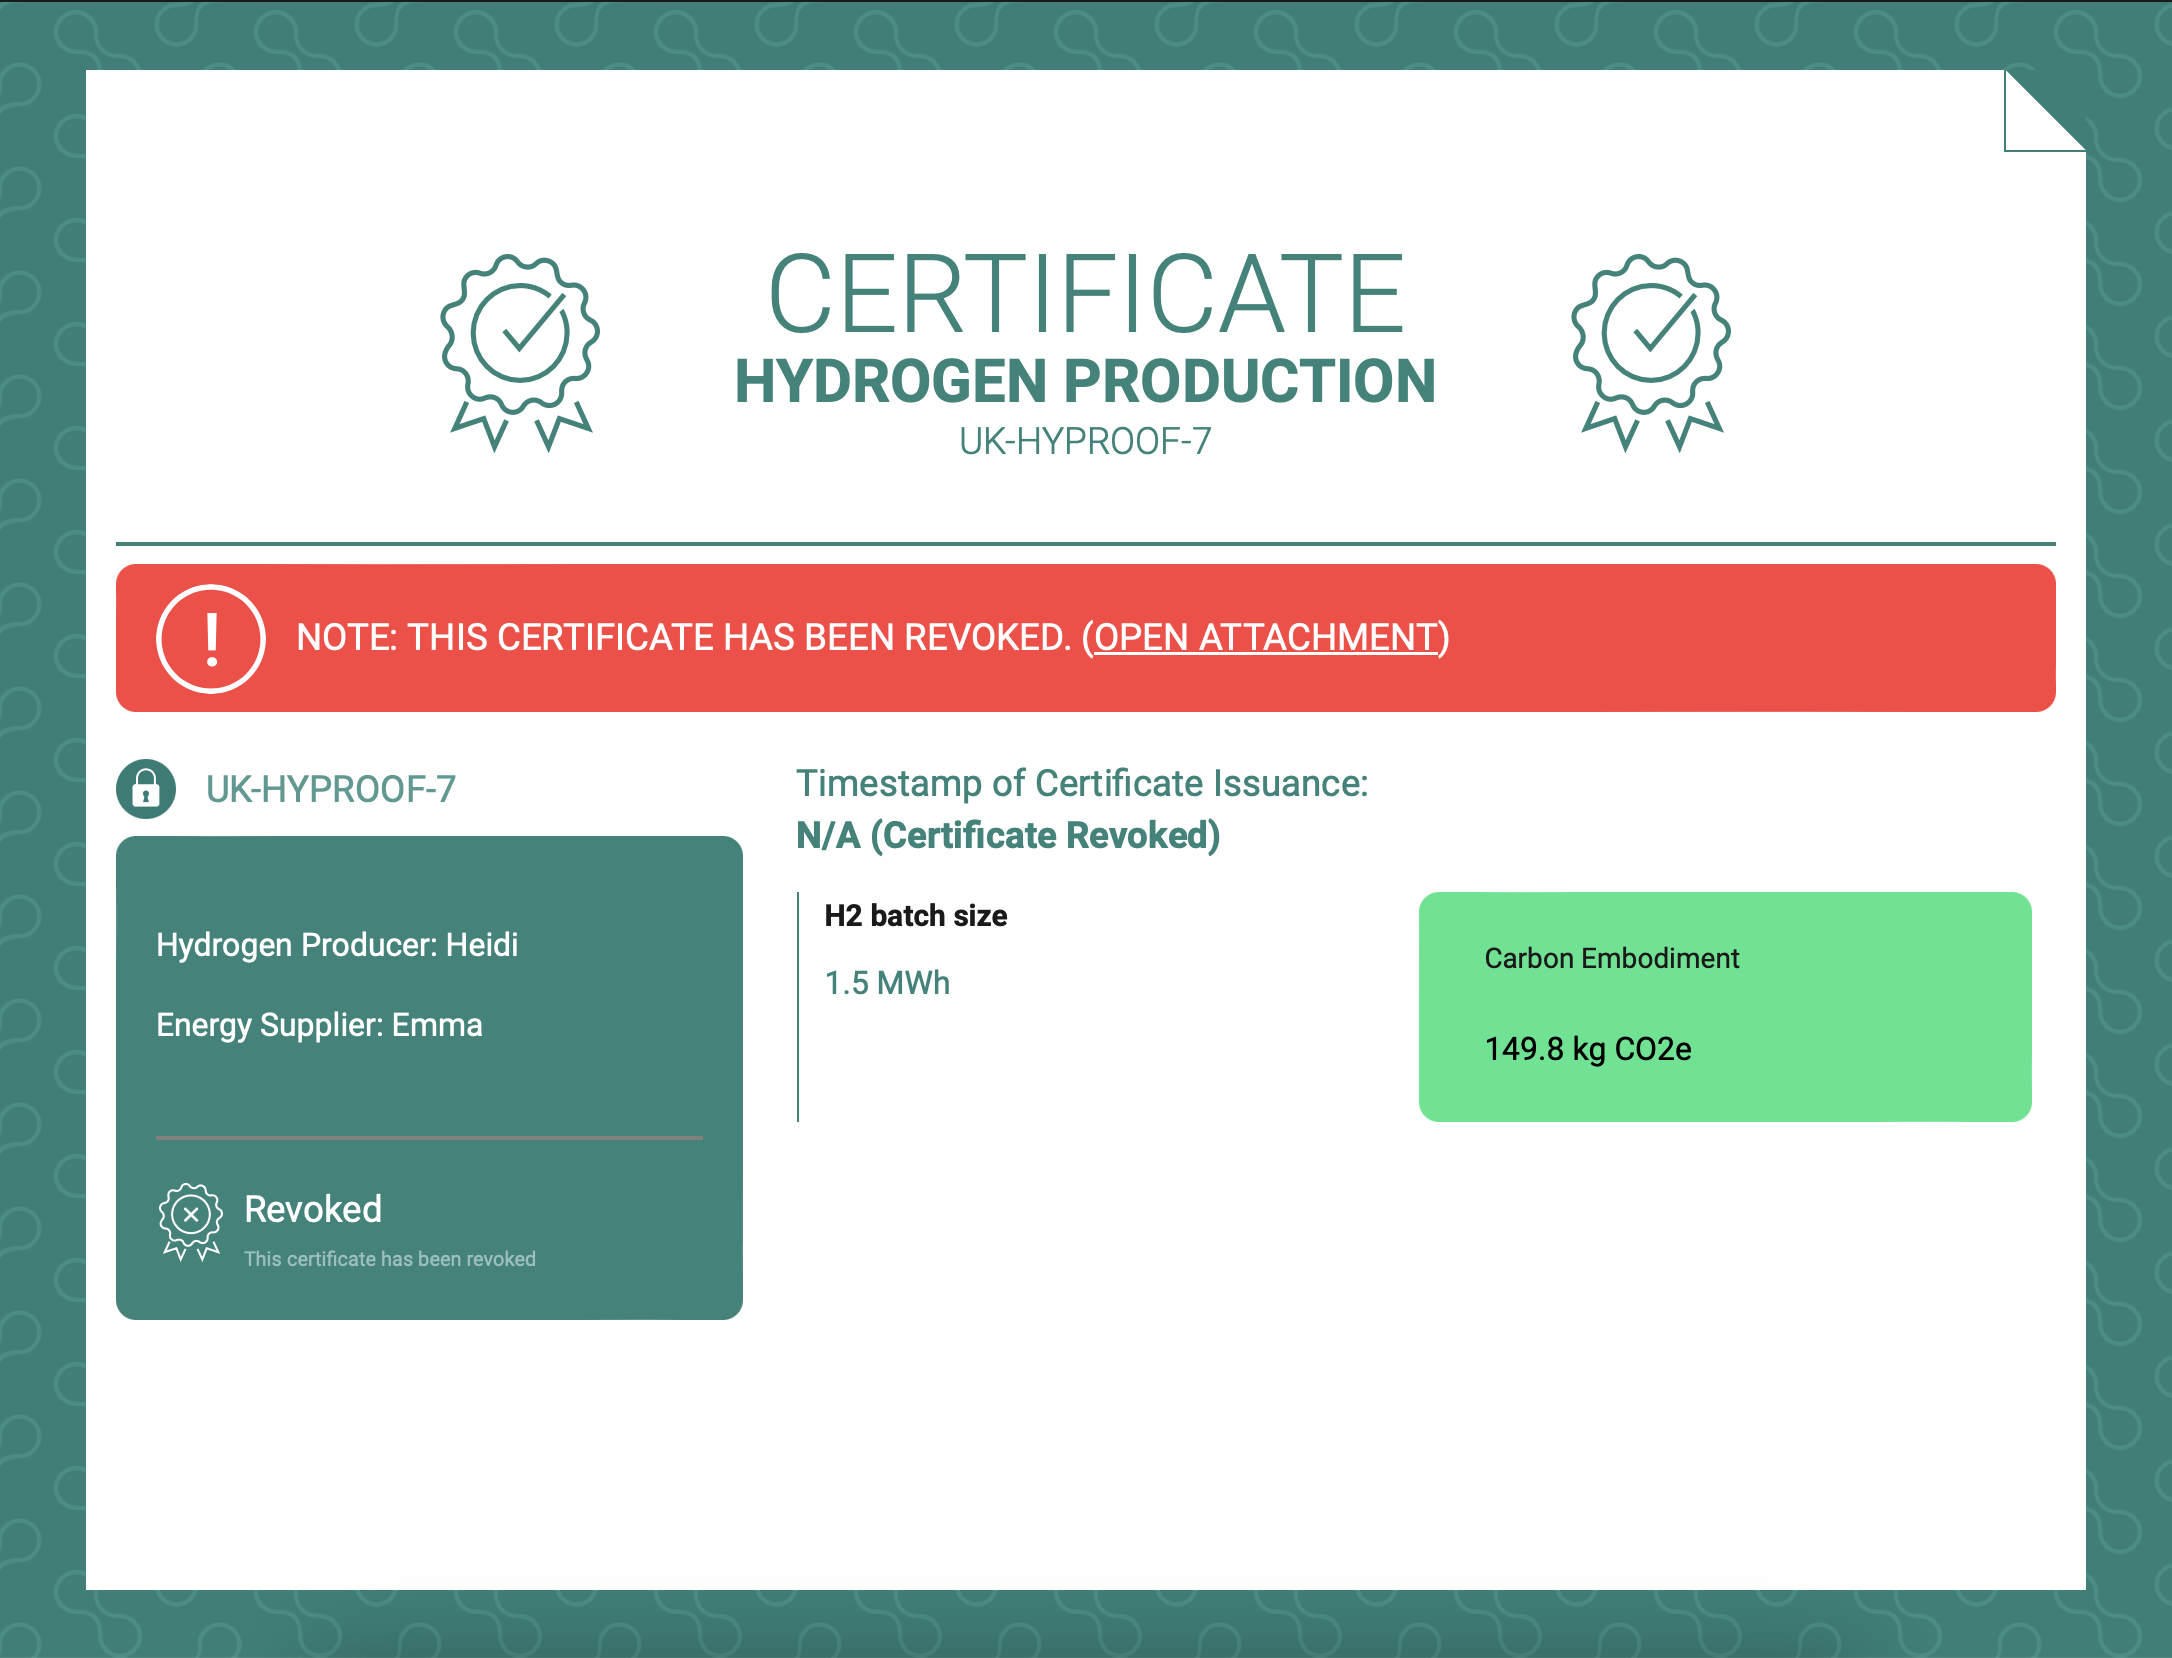 CERTIFICATE
HYDROGEN PRODUCTION
UK-HYPROOF-7
NOTE: THIS CERTIFICATE HAS BEEN REVOKED. (OPEN ATTACHMENT)
UK-HYPROOF-7
Hydrogen Producer: Heidi
Energy Supplier: Emma
Revoked
This certificate has been revoked
Timestamp of Certificate Issuance:
N/A (Certificate Revoked)
H2 batch size
1.5 MWh
Carbon Embodiment
149.8 kg CO2e